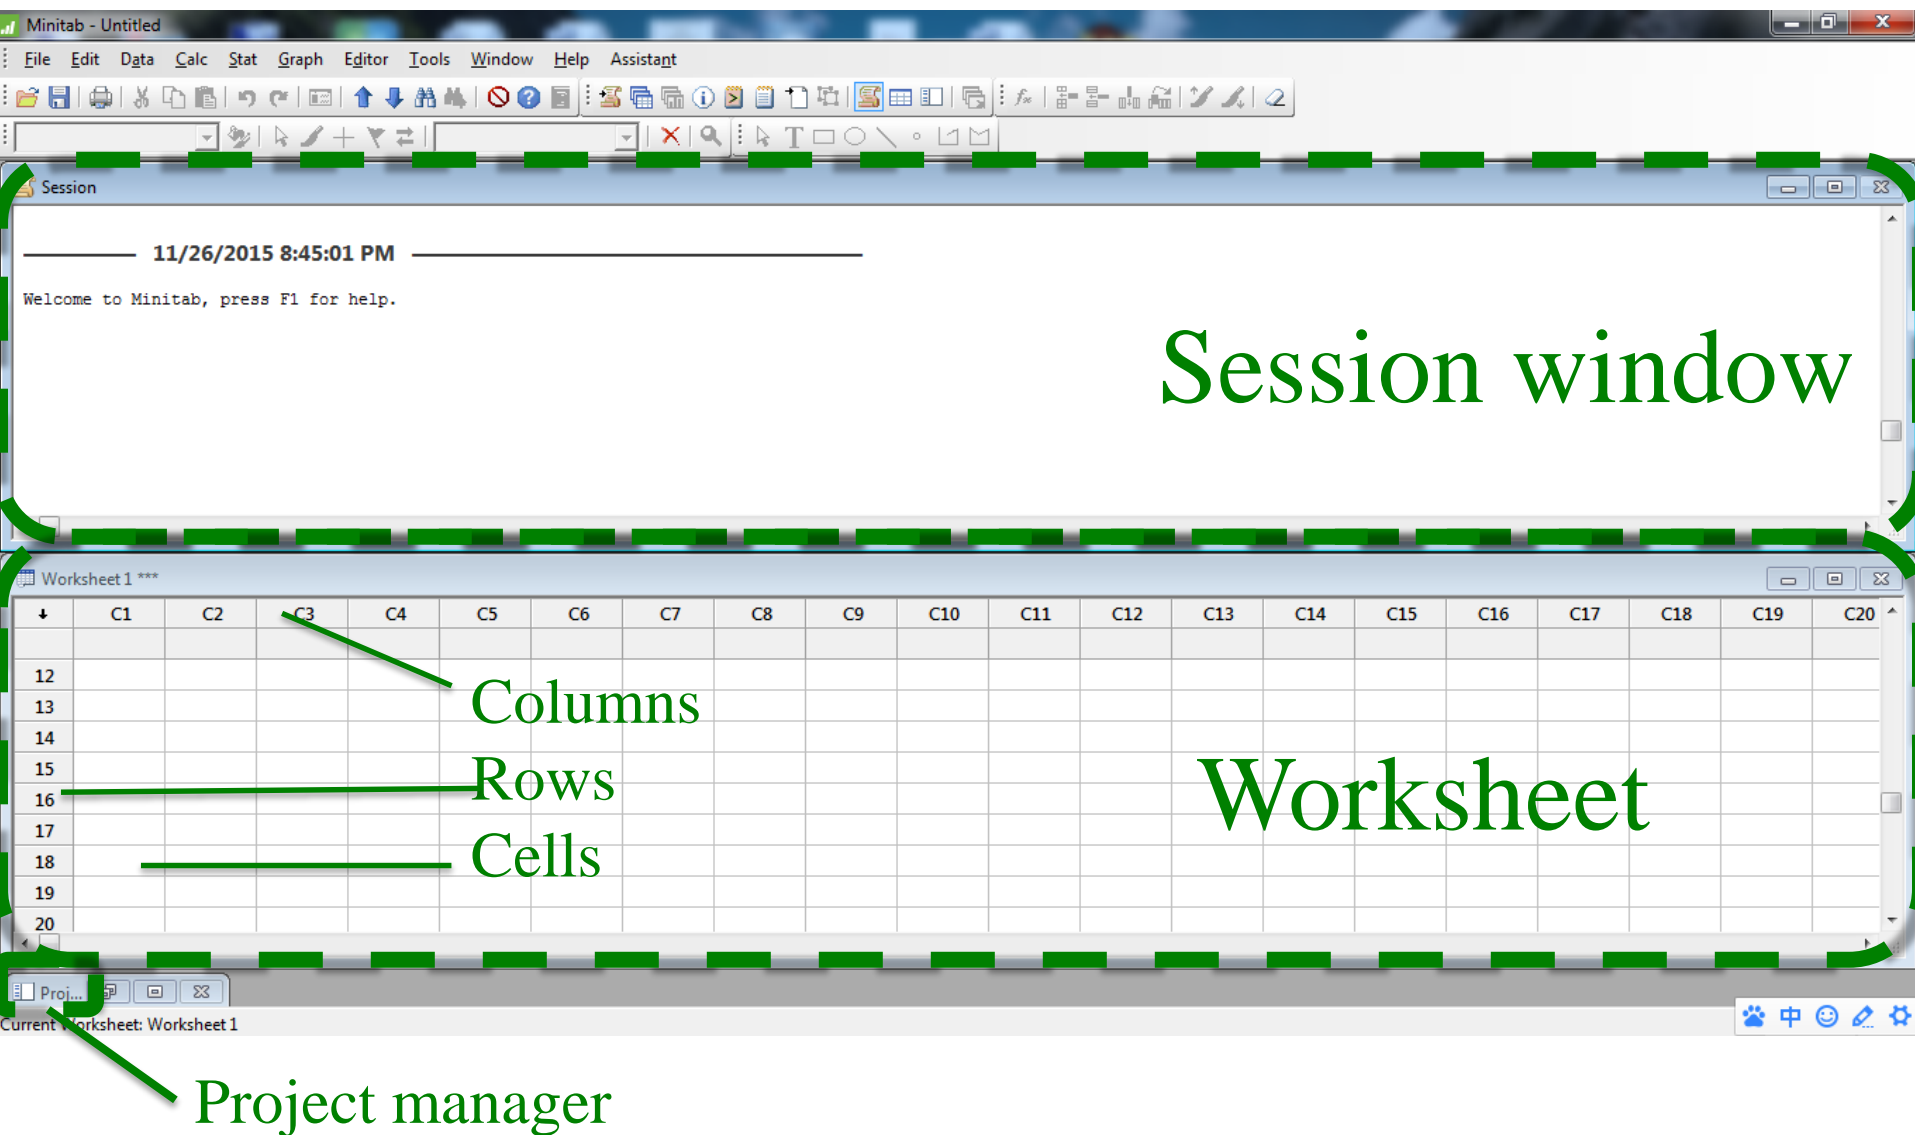 Minitab - Untitled
File Edit Data Calc Stat Graph Editor Tools Window Help Assistant
Session
11/26/2015 8:45:01 PM
Welcome to Minitab, press F1 for help.
Session window
Worksheet 1 ***
C1 C2 C3 C4 C5 C6 C7 C8 C9 C10 C11 C12 C13 C14 C15 C16 C17 C18 C19 C20
12
13
Columns
14
15
Rows
Worksheet
16
17
18
Cells
19
20
Proj...
Current Worksheet: Worksheet 1
中
Project manager